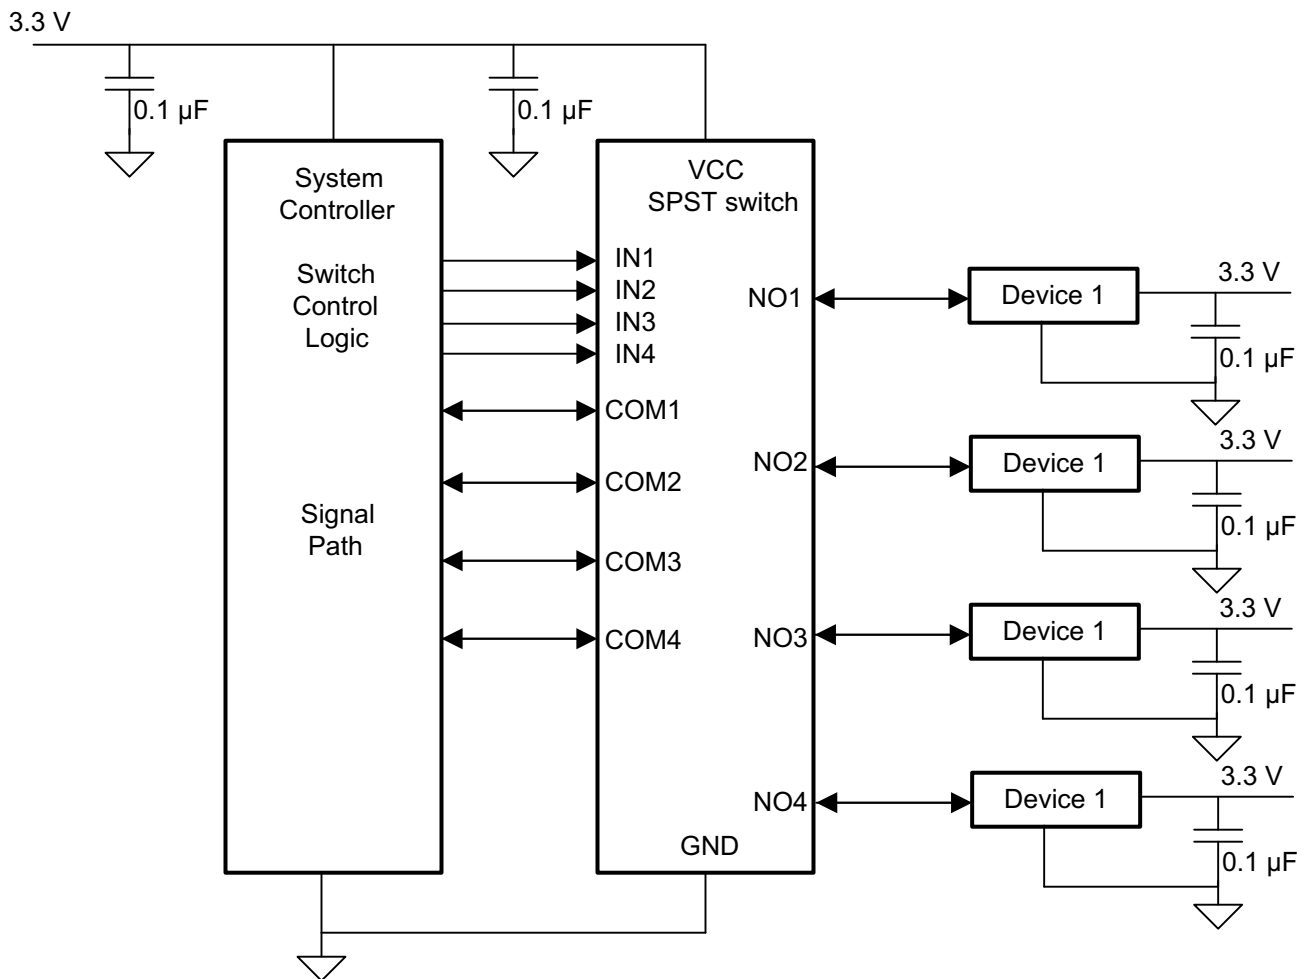 3.3 V
0.1 µF
0.1 µF
System
Controller
Switch
Control
Logic
Signal
Path
VCC
SPST switch
IN1
IN2
IN3
IN4
COM1
COM2
COM3
COM4
NO1
NO2
NO3
NO4
GND
Device 1
3.3 V
0.1 µF
Device 1
3.3 V
0.1 µF
Device 1
3.3 V
0.1 µF
Device 1
3.3 V
0.1 µF